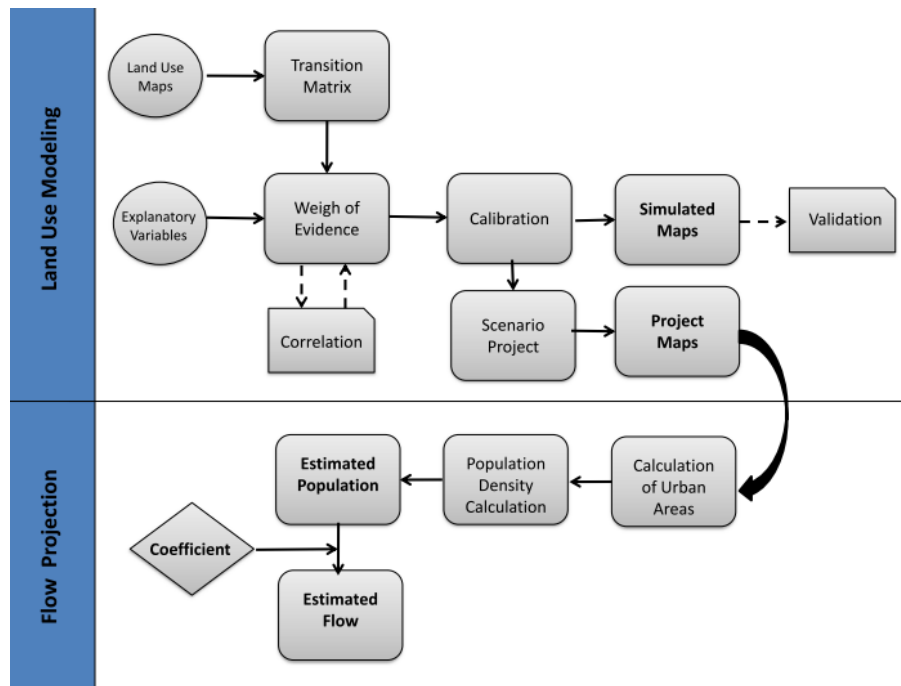 Land Use Modeling
Land Use
Maps
Transition
Matrix
Explanatory
Variables
Weigh of
Evidence
Calibration
Simulated
Maps
Validation
Correlation
Scenario
Project
Project
Maps
Flow Projection
Estimated
Population
Population
Density
Calculation
Calculation
of Urban
Areas
Coefficient
Estimated
Flow